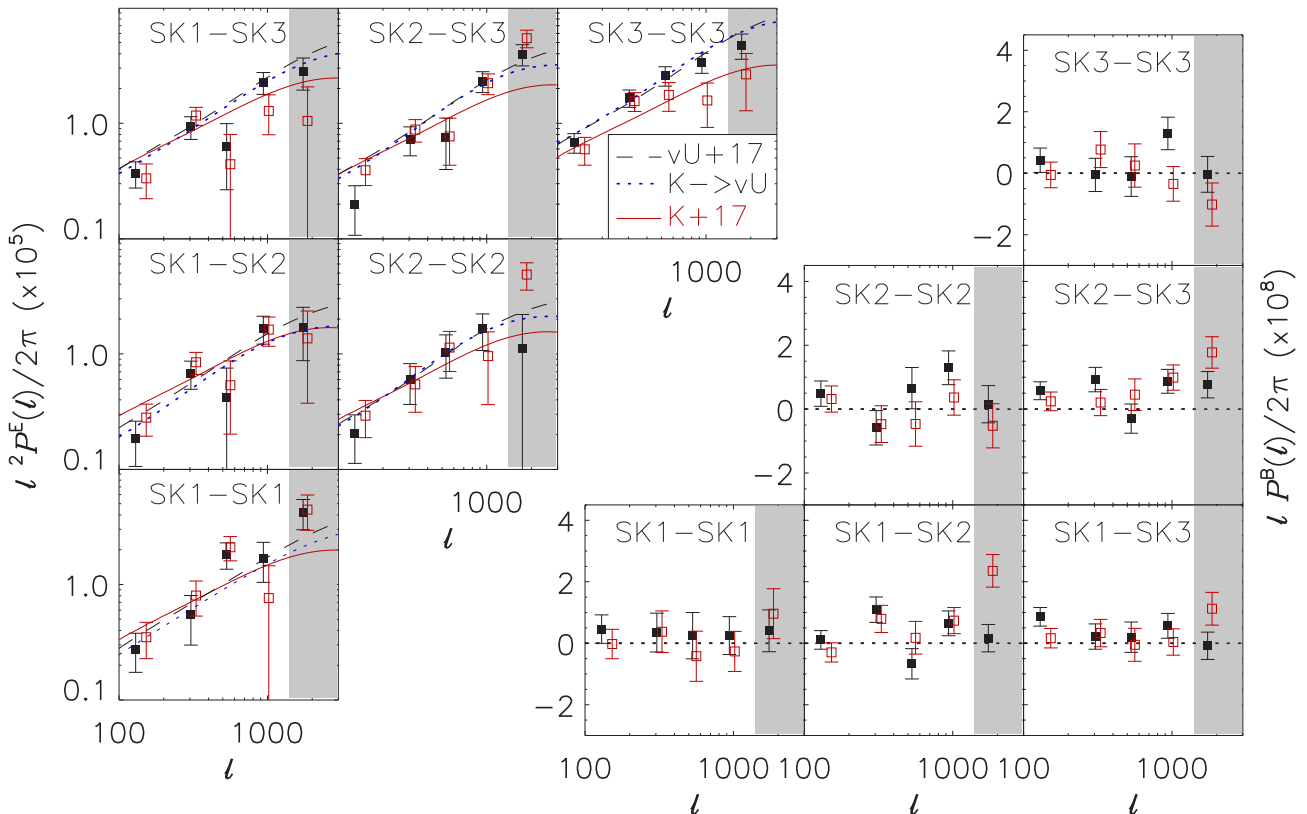 SK1−SK3
SK2−SK3
SK3−SK3
1.0
0.1
vU+17
K−>vU
K+17
1000
ℓ
SK1−SK2
SK2−SK2
1.0
0.1
1000
ℓ
SK1−SK1
1.0
0.1
100
1000
ℓ
ℓ ²Pᴱ(ℓ)/2π (×10⁵)
SK3−SK3
4
2
0
−2
SK2−SK2
SK2−SK3
4
2
0
−2
SK1−SK1
SK1−SK2
SK1−SK3
4
2
0
−2
100
1000
100
1000
100
1000
ℓ
ℓ
ℓ
ℓ Pᴮ(ℓ)/2π (×10⁸)